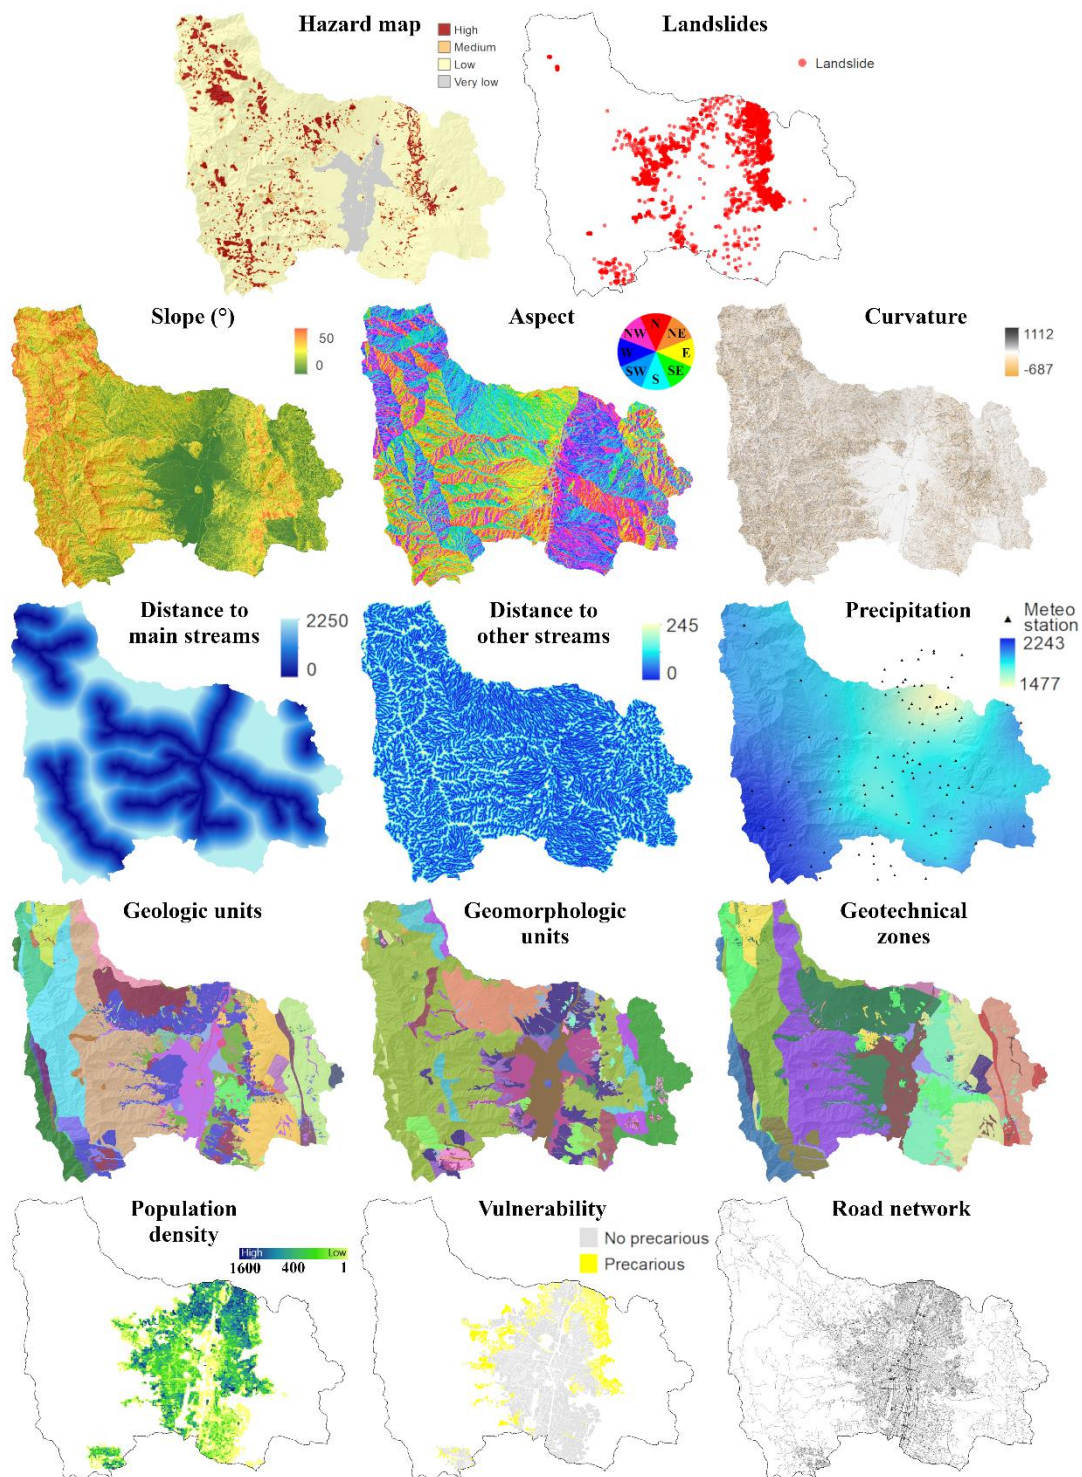 Hazard map
High
Medium
Low
Very low
Landslides
Landslide
Slope (°)
50
0
Aspect
N
NE
E
SE
S
SW
W
NW
Curvature
1112
-687
Distance to
main streams
2250
0
Distance to
other streams
245
0
Precipitation
Meteo
station
2243
1477
Geologic units
Geomorphologic
units
Geotechnical
zones
Population
density
High Low
1600 400 1
Vulnerability
No precarious
Precarious
Road network